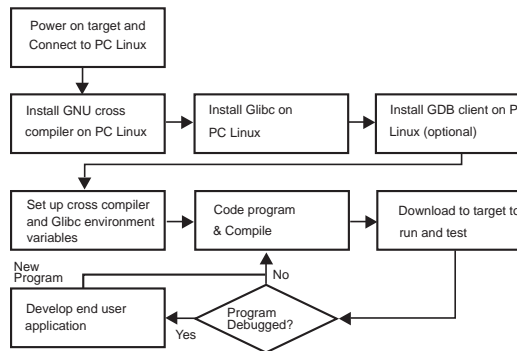 Power on target and
Connect to PC Linux
Install GNU cross
compiler on PC Linux
Install Glibc on
PC Linux
Install GDB client on P
Linux (optional)
Set up cross compiler
and Glibc environment
variables
Code program
& Compile
Download to target to
run and test
New
Program
No
Develop end user
application
Yes
Program
Debugged?